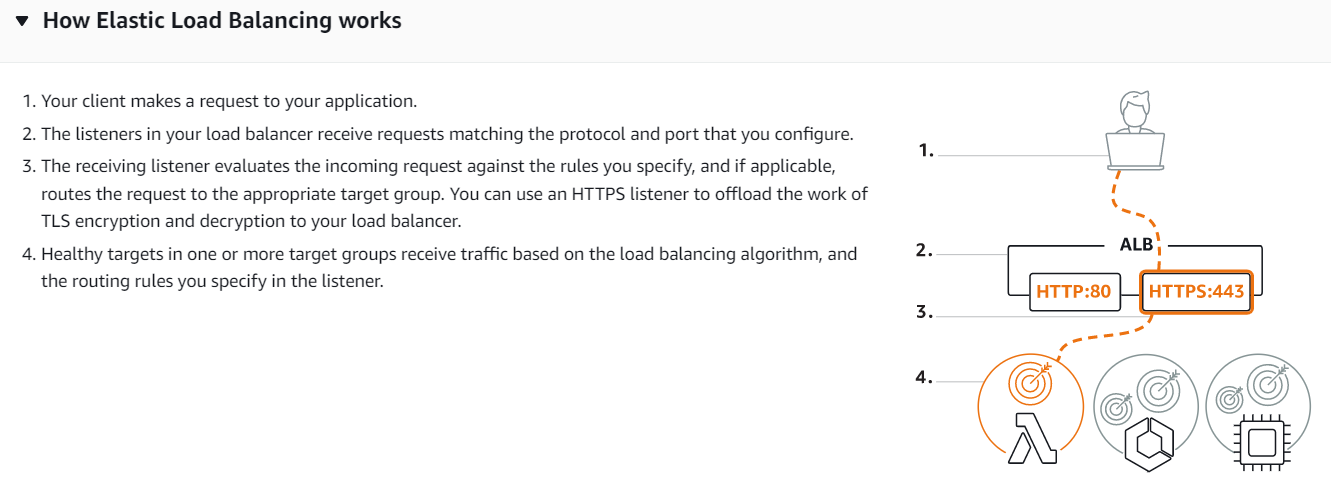 ▼ How Elastic Load Balancing works
1. Your client makes a request to your application.
2. The listeners in your load balancer receive requests matching the protocol and port that you configure.
3. The receiving listener evaluates the incoming request against the rules you specify, and if applicable,
routes the request to the appropriate target group. You can use an HTTPS listener to offload the work of
TLS encryption and decryption to your load balancer.
4. Healthy targets in one or more target groups receive traffic based on the load balancing algorithm, and
the routing rules you specify in the listener.
1.
2.
ALB
HTTP:80
HTTPS:443
3.
4.